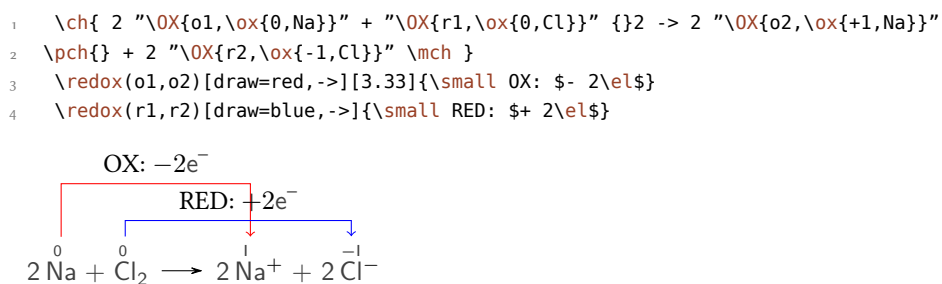 1 \ch{ 2 "\OX{o1,\ox{0,Na}}" + "\OX{r1,\ox{0,Cl}}" {}2 -> 2 "\OX{o2,\ox{+1,Na}}"
2 \pch{} + 2 "\OX{r2,\ox{-1,Cl}}" \mch }
3 \redox(o1,o2)[draw=red,->][3.33]{\small OX: $- 2\el$}
4 \redox(r1,r2)[draw=blue,->]{\small RED: $+ 2\el$}
OX: −2e⁻
RED: +2e⁻
0 0 I −I
2 Na + Cl₂ ⟶ 2 Na⁺ + 2 Cl⁻